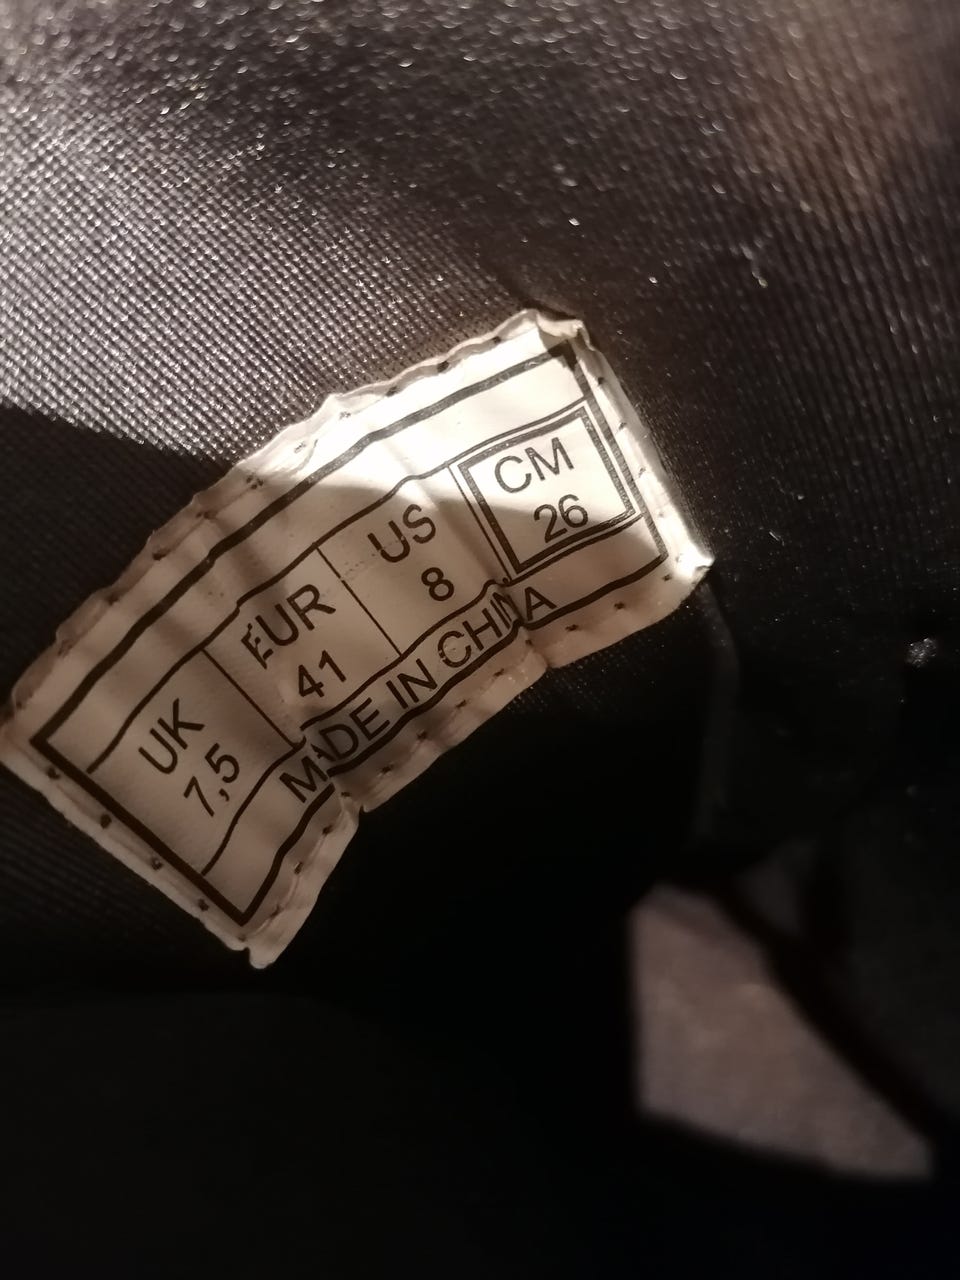 UK EUR US CM
7,5 41 8 26
MADE IN CHINA